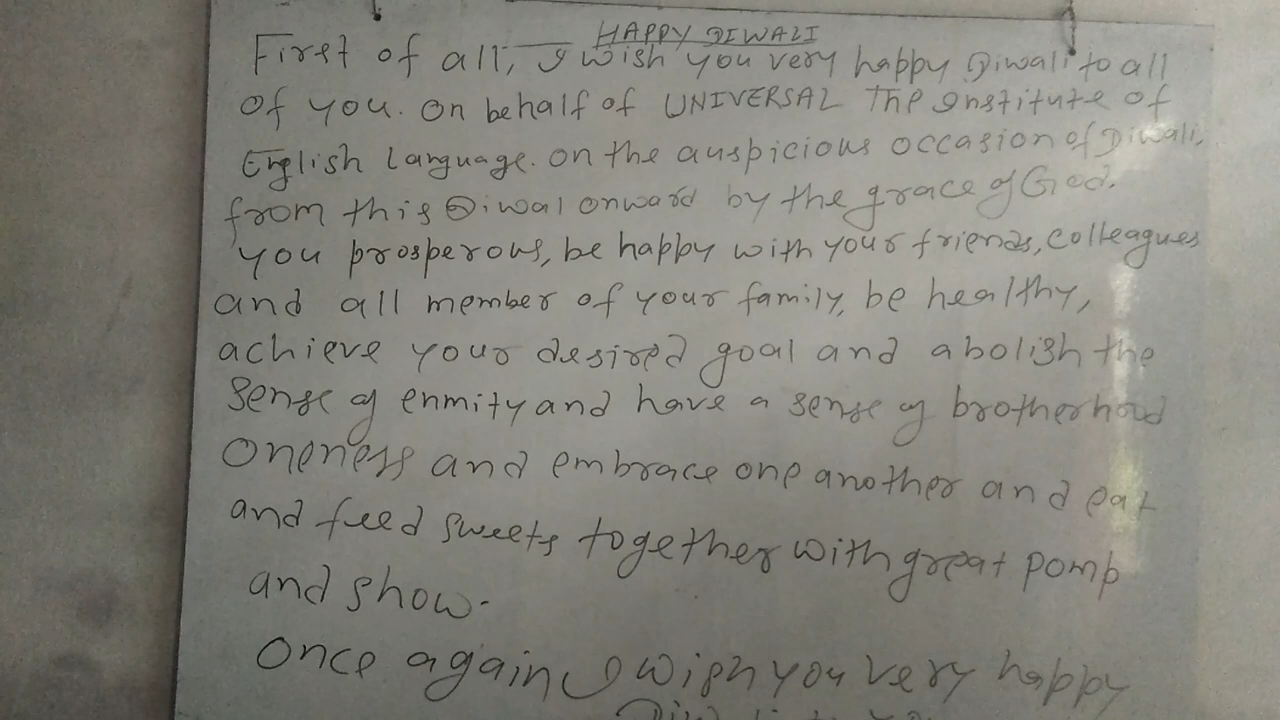 HAPPY DIWALI
First of all, I wish you very happy Diwali to all
of you. on behalf of UNIVERSAL The Institute of
English Language. on the auspicious occasion of Diwali,
from this Diwal onward by the grace of God.
you prosperous, be happy with your friends, colleagues
and all member of your family, be healthy,
achieve your desired goal and abolish the
sense of enmity and have a sense of brotherhood
Oneness and embrace one another and eat
and feed sweets together with great pomp
and show.
Once again I wish you very happy